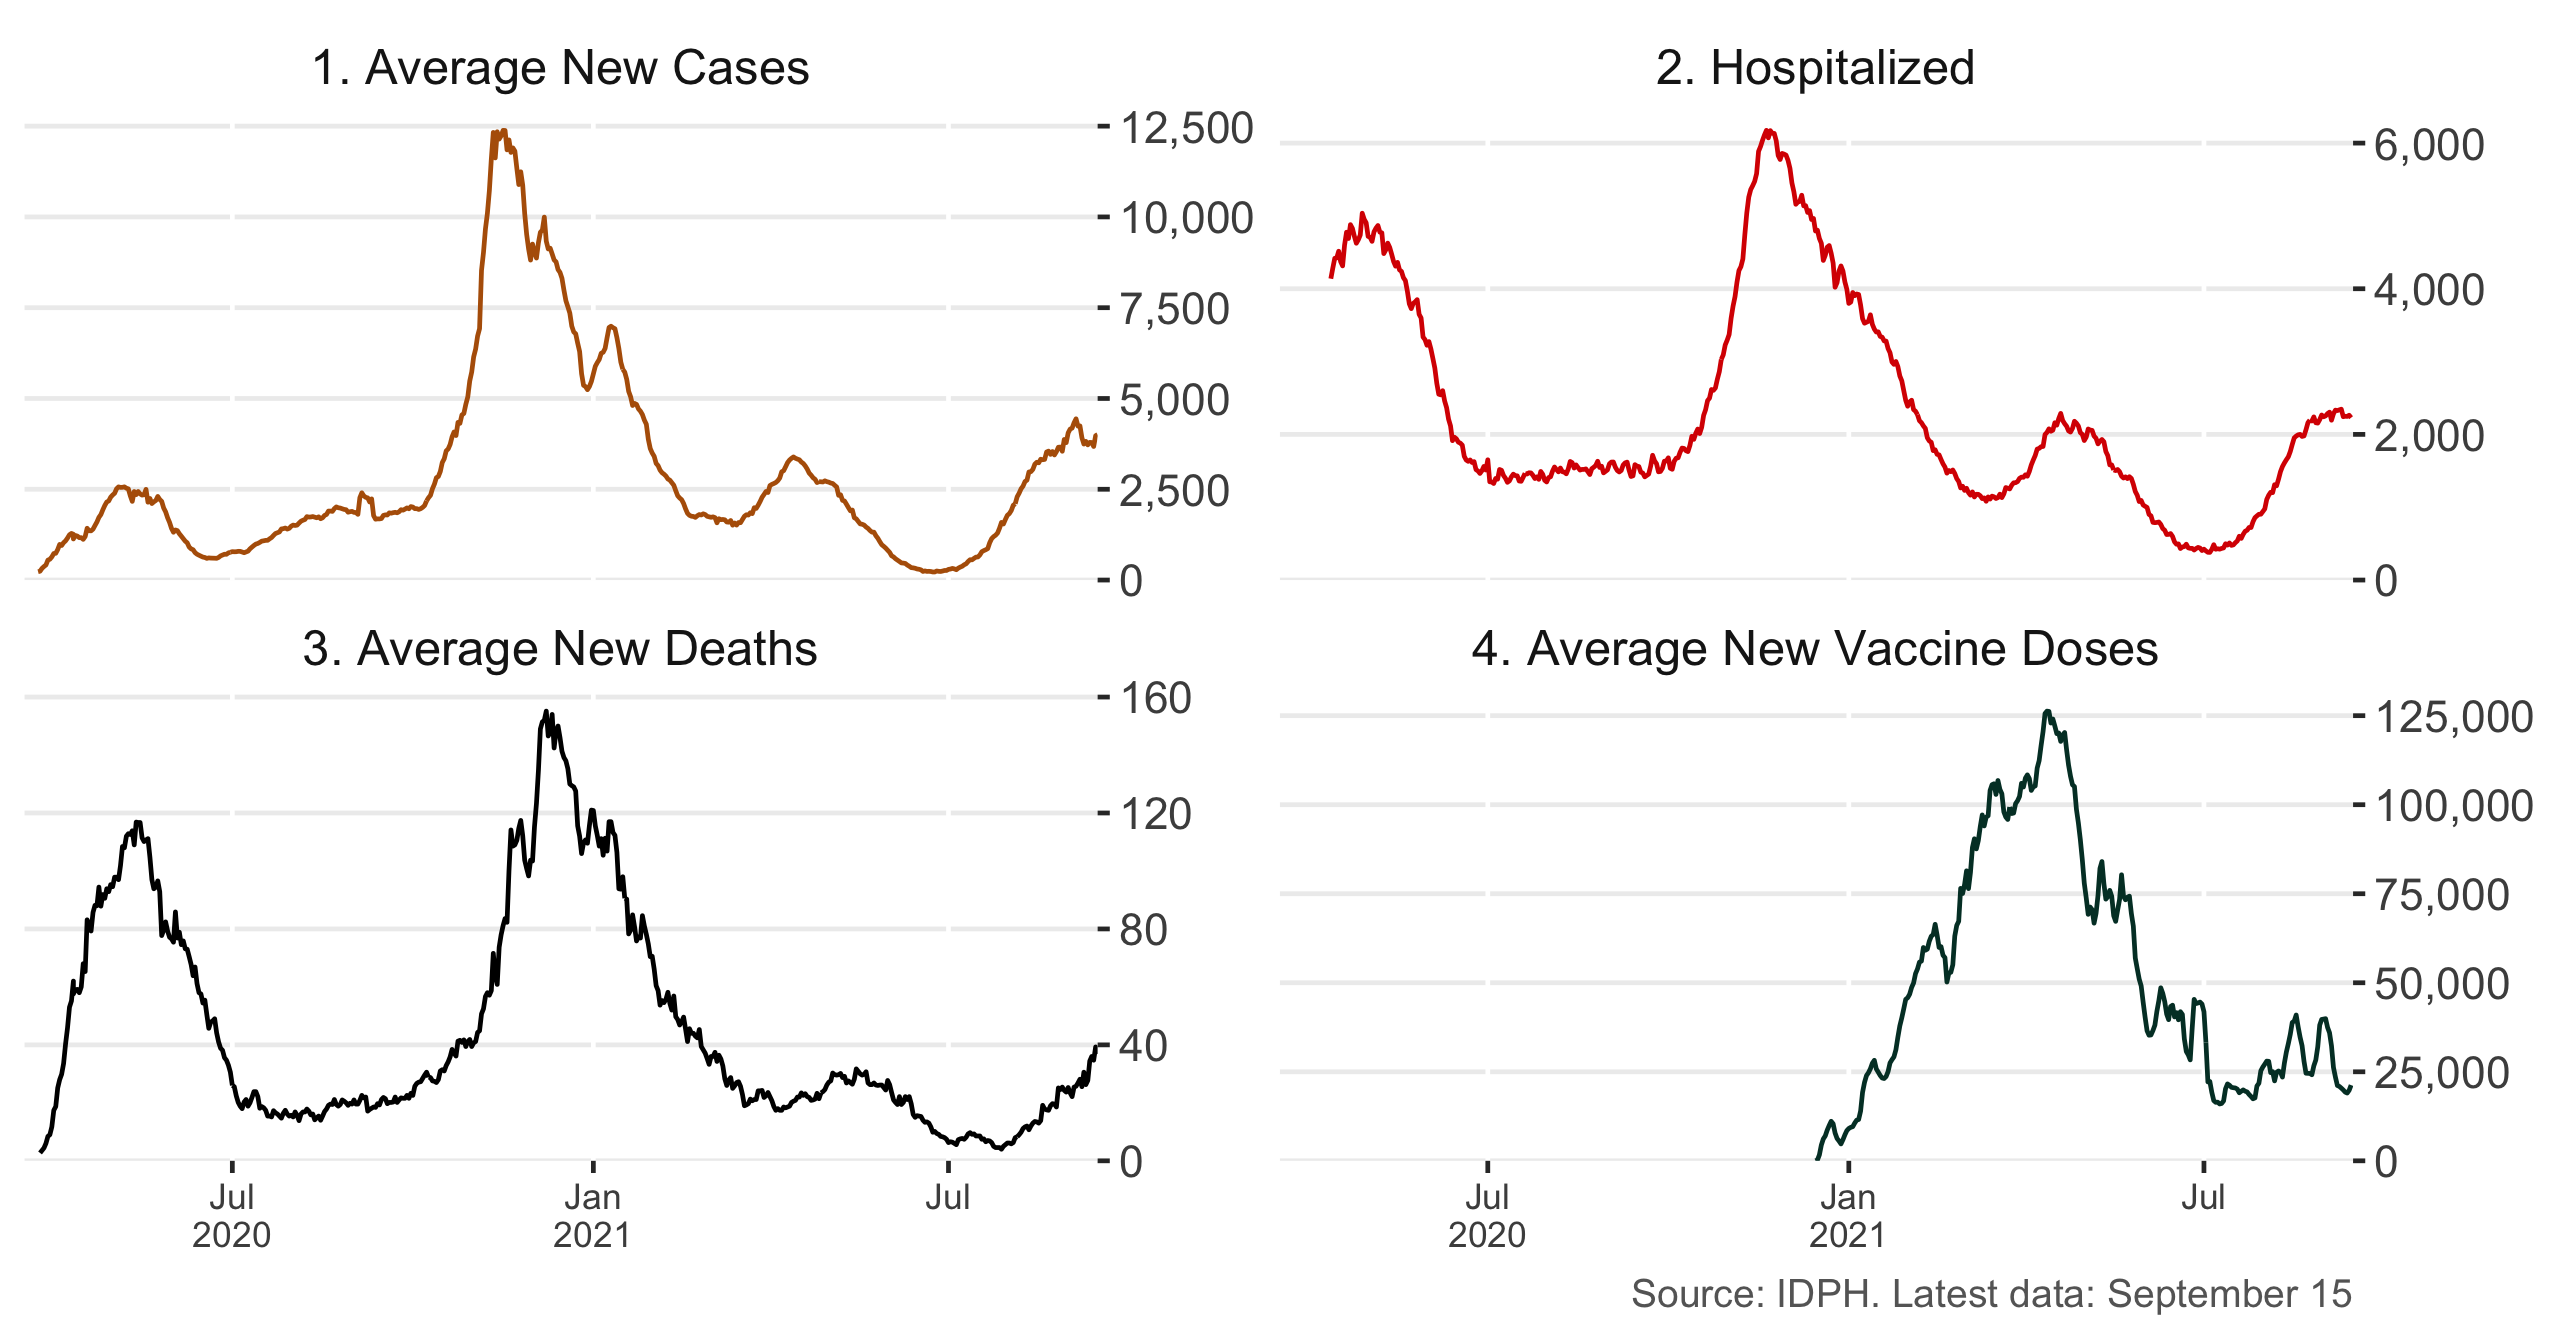 1. Average New Cases
12,500
10,000
7,500
5,000
2,500
0
2. Hospitalized
6,000
4,000
2,000
0
3. Average New Deaths
160
120
80
40
0
Jul
2020
Jan
2021
Jul
4. Average New Vaccine Doses
125,000
100,000
75,000
50,000
25,000
0
Jul
2020
Jan
2021
Jul
Source: IDPH. Latest data: September 15